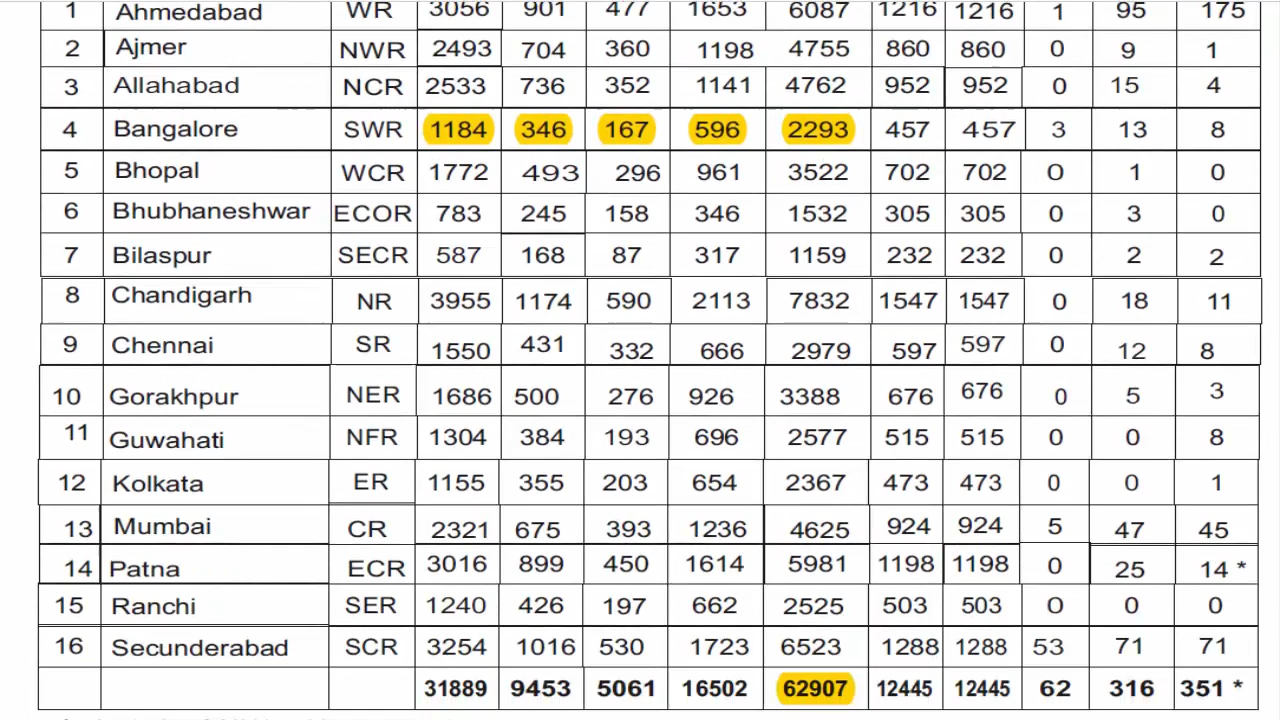 1 Ahmedabad WR 3056 901 477 1653 6087 1216 1216 1 95 175
2 Ajmer NWR 2493 704 360 1198 4755 860 860 0 9 1
3 Allahabad NCR 2533 736 352 1141 4762 952 952 0 15 4
4 Bangalore SWR 1184 346 167 596 2293 457 457 3 13 8
5 Bhopal WCR 1772 493 296 961 3522 702 702 0 1 0
6 Bhubhaneshwar ECOR 783 245 158 346 1532 305 305 0 3 0
7 Bilaspur SECR 587 168 87 317 1159 232 232 0 2 2
8 Chandigarh NR 3955 1174 590 2113 7832 1547 1547 0 18 11
9 Chennai SR 1550 431 332 666 2979 597 597 0 12 8
10 Gorakhpur NER 1686 500 276 926 3388 676 676 0 5 3
11 Guwahati NFR 1304 384 193 696 2577 515 515 0 0 8
12 Kolkata ER 1155 355 203 654 2367 473 473 0 0 1
13 Mumbai CR 2321 675 393 1236 4625 924 924 5 47 45
14 Patna ECR 3016 899 450 1614 5981 1198 1198 0 25 14 *
15 Ranchi SER 1240 426 197 662 2525 503 503 0 0 0
16 Secunderabad SCR 3254 1016 530 1723 6523 1288 1288 53 71 71
31889 9453 5061 16502 62907 12445 12445 62 316 351 *